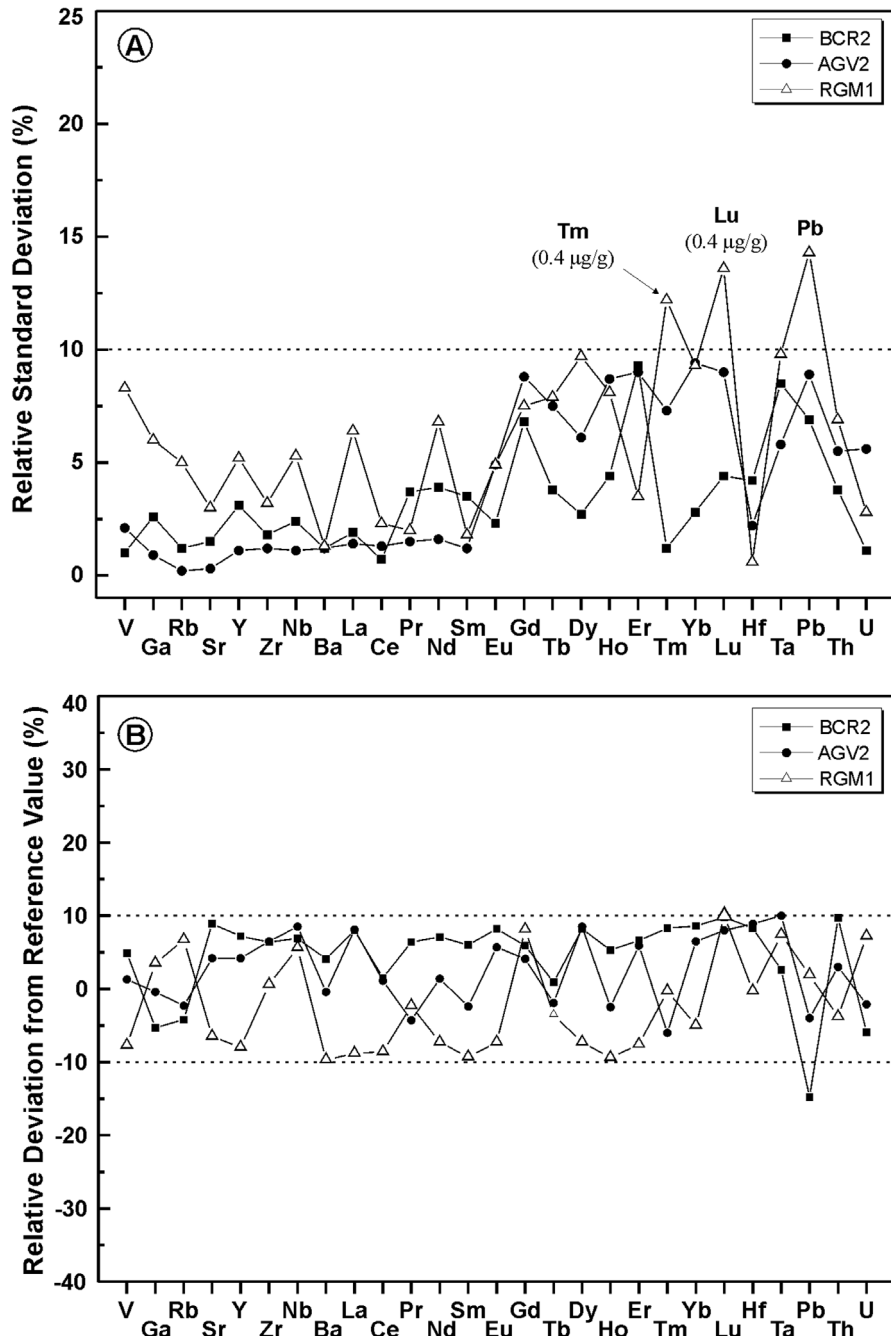 A
BCR2
AGV2
RGM1
Relative Standard Deviation (%)
25
20
15
10
5
0
Tm
(0.4 μg/g)
Lu
(0.4 μg/g)
Pb
V Rb Y Nb La Pr Sm Gd Dy Er Yb Hf Pb U
Ga Sr Zr Ba Ce Nd Eu Tb Ho Tm Lu Ta Th
B
BCR2
AGV2
RGM1
Relative Deviation from Reference Value (%)
40
30
20
10
0
-10
-20
-30
-40
V Rb Y Nb La Pr Sm Gd Dy Er Yb Hf Pb U
Ga Sr Zr Ba Ce Nd Eu Tb Ho Tm Lu Ta Th